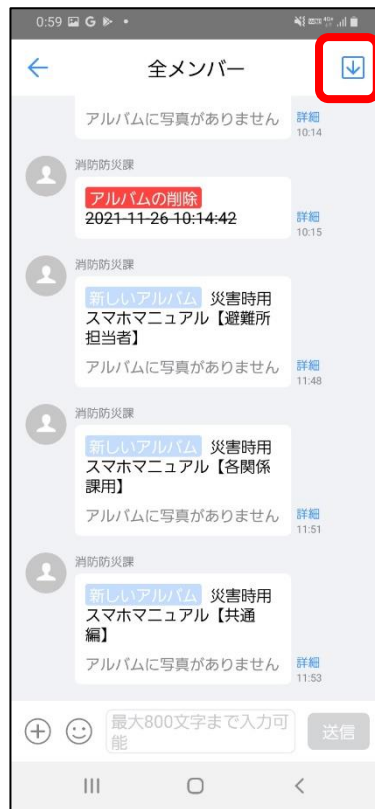 0:59
全メンバー
アルバムに写真がありません 詳細
10:14
消防防災課
アルバムの削除
2021-11-26 10:14:42 詳細
10:15
消防防災課
新しいアルバム 災害時用
スマホマニュアル【避難所
担当者】
アルバムに写真がありません 詳細
11:48
消防防災課
新しいアルバム 災害時用
スマホマニュアル【各関係
課用】
アルバムに写真がありません 詳細
11:51
消防防災課
新しいアルバム 災害時用
スマホマニュアル【共通
編】
アルバムに写真がありません 詳細
11:53
最大800文字まで入力可
能
送信